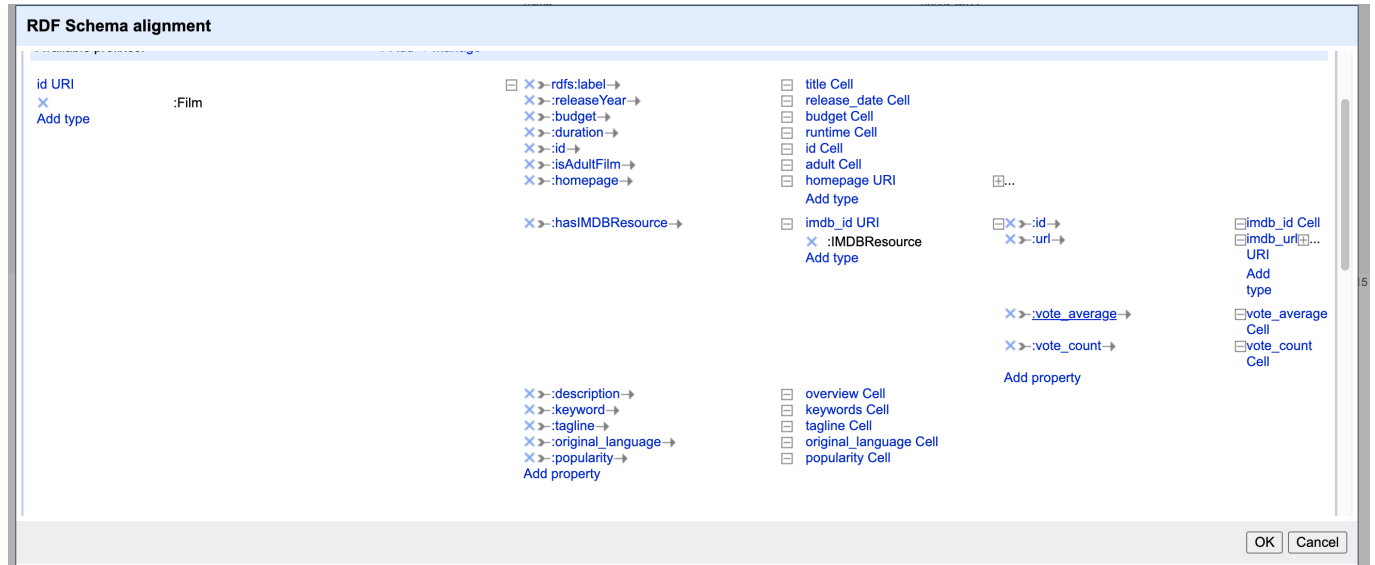 RDF Schema alignment
id URI
:Film
Add type
rdfs:label
title Cell
:releaseYear
release_date Cell
:budget
budget Cell
:duration
runtime Cell
:id
id Cell
:isAdultFilm
adult Cell
:homepage
homepage URI
...
Add type
:hasIMDBResource
imdb_id URI
:IMDBResource
Add type
:id
imdb_id Cell
:url
imdb_url
...
URI
Add
type
15
:vote_average
vote_average
Cell
:vote_count
vote_count
Cell
Add property
:description
overview Cell
:keyword
keywords Cell
:tagline
tagline Cell
:original_language
original_language Cell
:popularity
popularity Cell
Add property
OK
Cancel